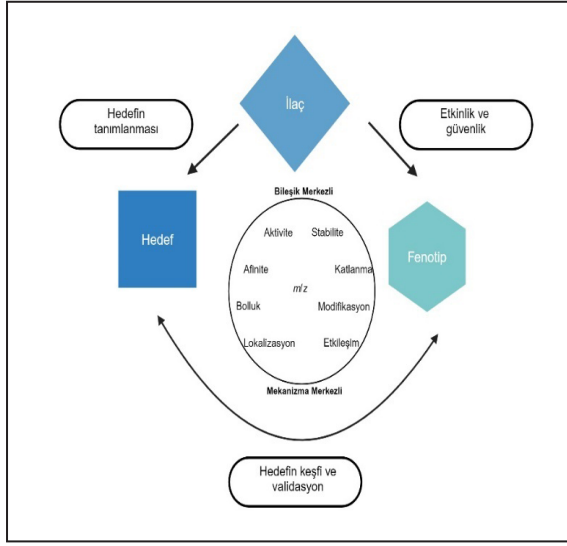 İlaç
Hedefin
tanımlanması
Etkinlik ve
güvenlik
Hedef
Fenotip
Bileşik Merkezli
Aktivite Stabilite
Afinite Katlanma
m/z
Bolluk Modifikasyon
Lokalizasyon Etkileşim
Mekanizma Merkezli
Hedefin keşfi ve
validasyon